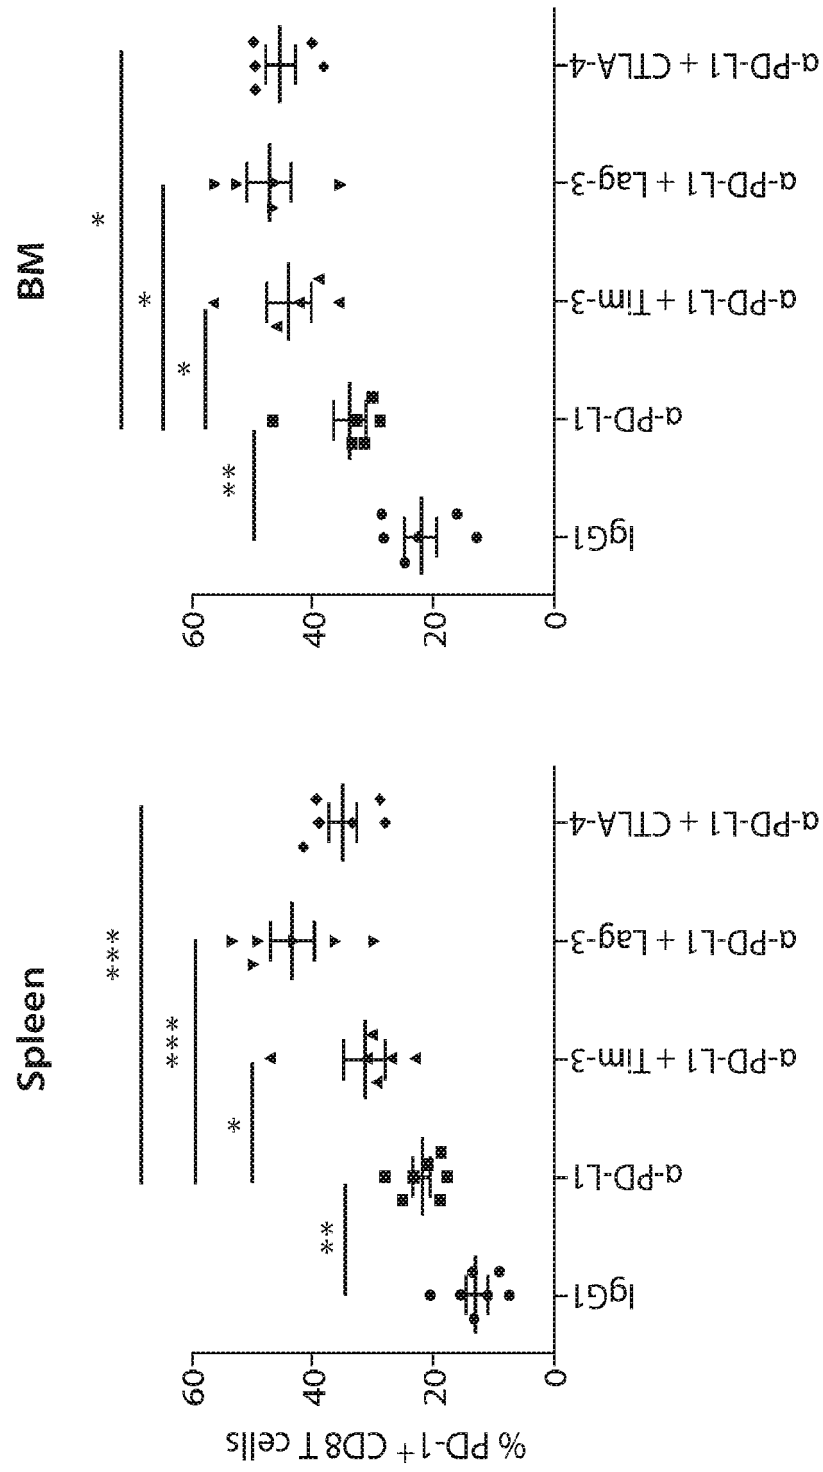 Spleen
***
***
*
**
% PD-1+ CD8 T cells
60
40
20
0
IgG1
α-PD-L1
α-PD-L1 + Tim-3
α-PD-L1 + Lag-3
α-PD-L1 + CTLA-4
BM
*
*
*
**
60
40
20
0
IgG1
α-PD-L1
α-PD-L1 + Tim-3
α-PD-L1 + Lag-3
α-PD-L1 + CTLA-4